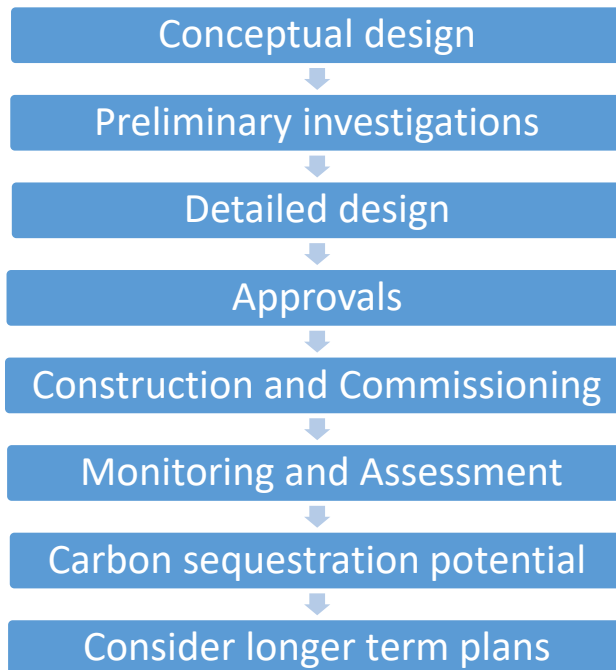 Conceptual design
Preliminary investigations
Detailed design
Approvals
Construction and Commissioning
Monitoring and Assessment
Carbon sequestration potential
Consider longer term plans